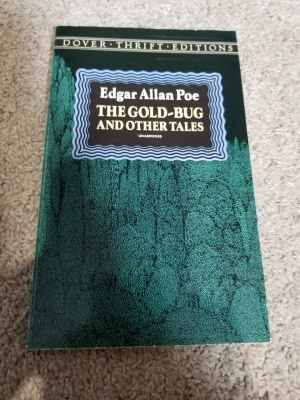 DOVER · THRIFT · EDITIONS
Edgar Allan Poe
THE GOLD-BUG
AND OTHER TALES
UNABRIDGED